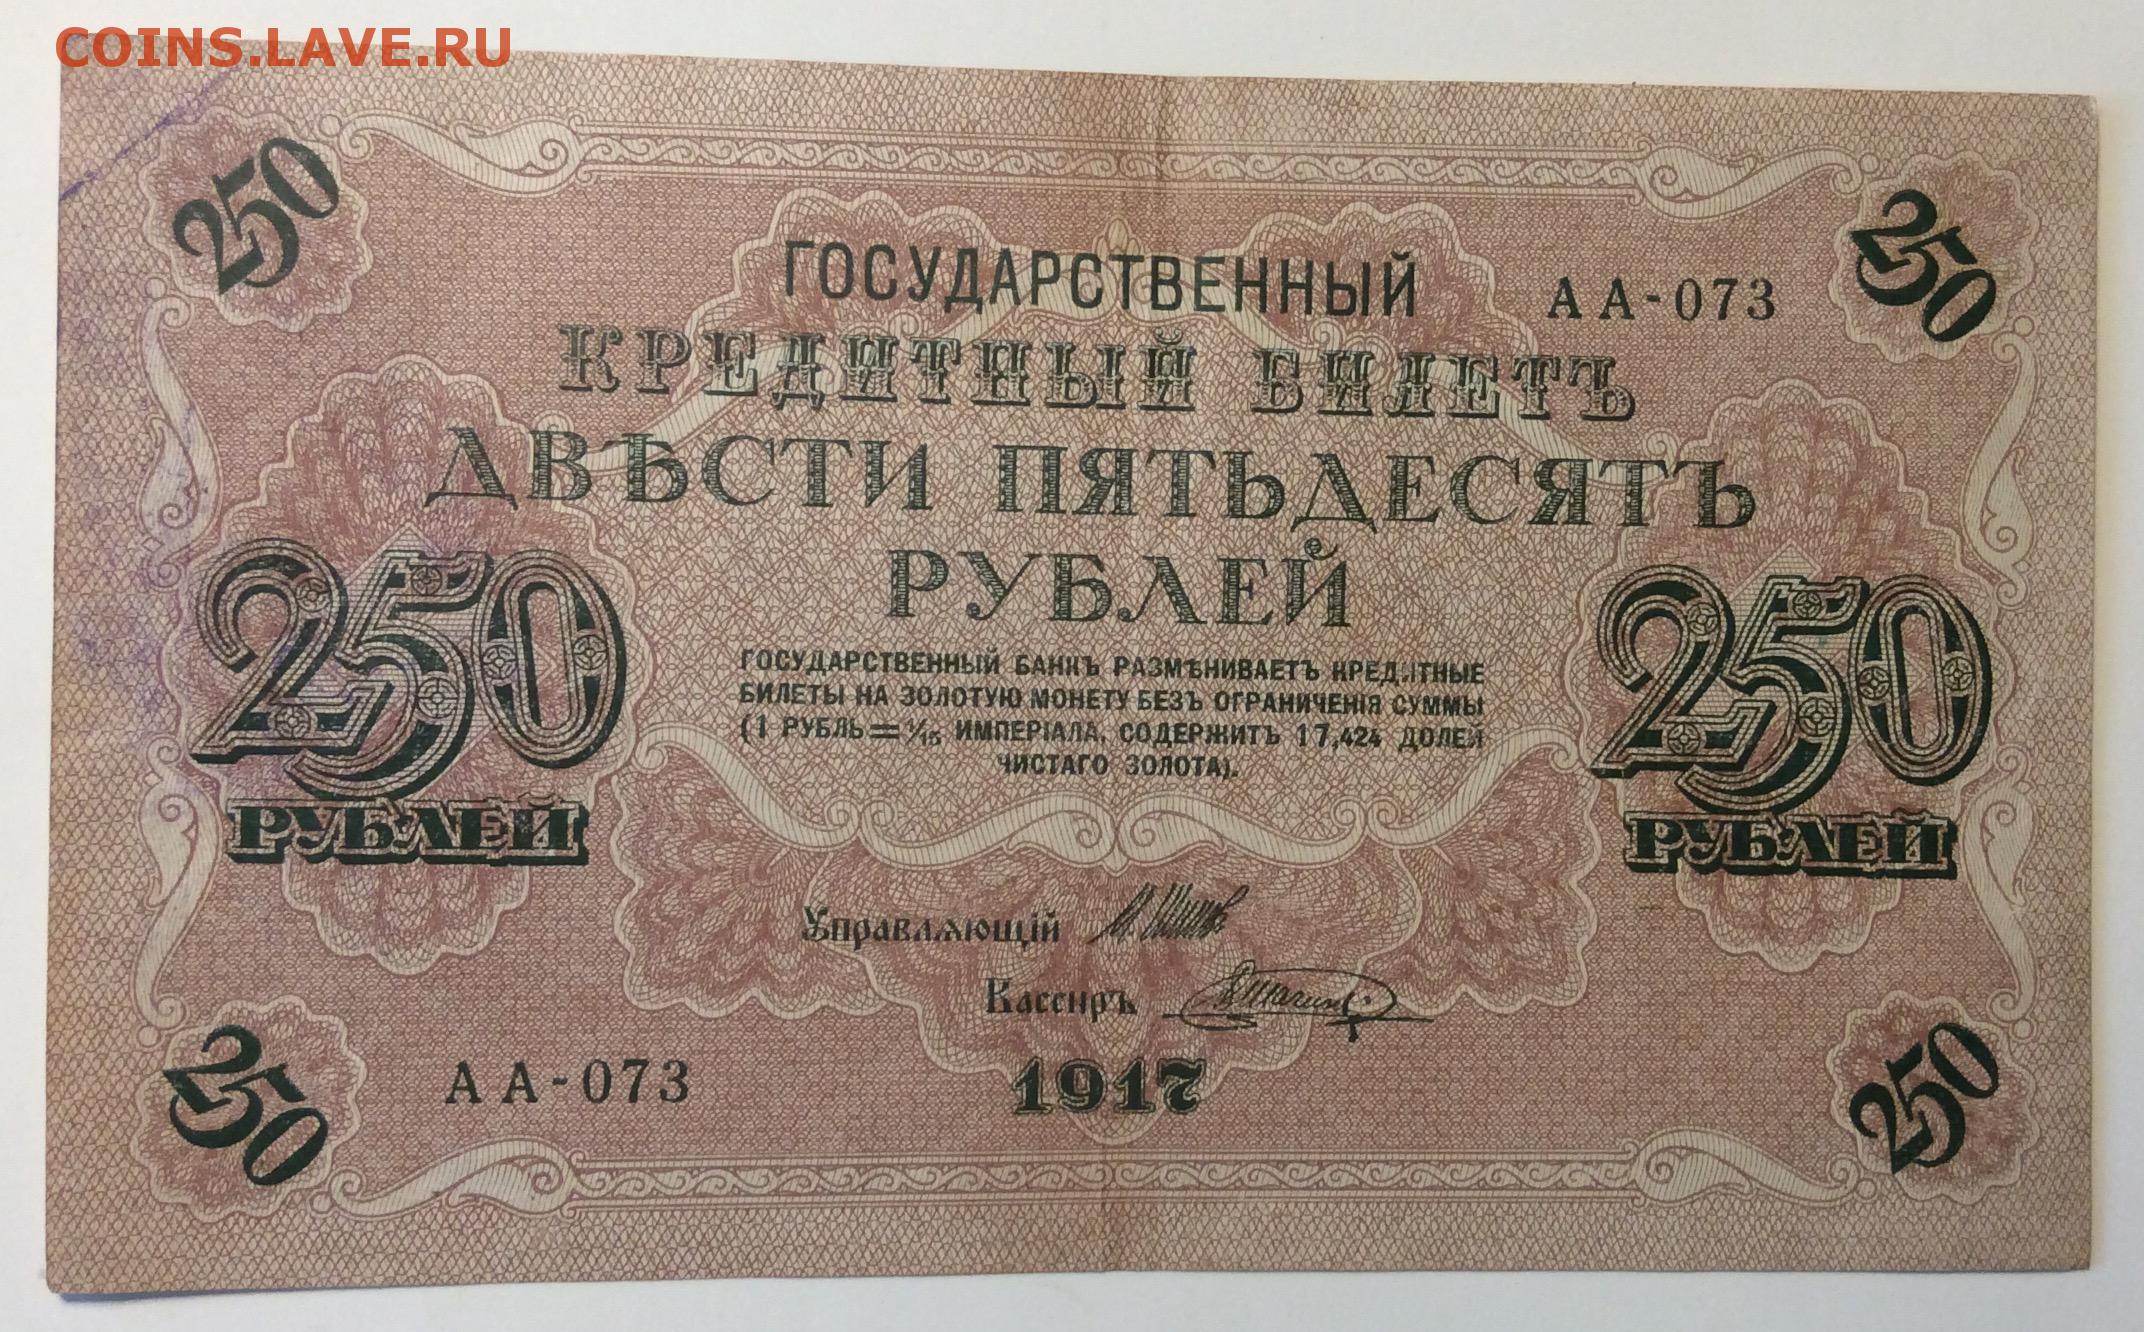 COINS.LAVE.RU
250
250
ГОСУДАРСТВЕННЫЙ
АА-073
КРЕДИТНЫЙ БИЛЕТЪ
ДВѢСТИ ПЯТЬДЕСЯТЪ
РУБЛЕЙ
250
РУБЛЕЙ
250
РУБЛЕЙ
ГОСУДАРСТВЕННЫЙ БАНКЪ РАЗМѢНИВАЕТЪ КРЕДИТНЫЕ
БИЛЕТЫ НА ЗОЛОТУЮ МОНЕТУ БЕЗЪ ОГРАНИЧЕНІЯ СУММЫ
(1 РУБЛЬ = 1/15 ИМПЕРІАЛА, СОДЕРЖИТЪ 17,424 ДОЛЕЙ
ЧИСТАГО ЗОЛОТА).
Управляющій
Кассиръ
АА-073
1917
250
250